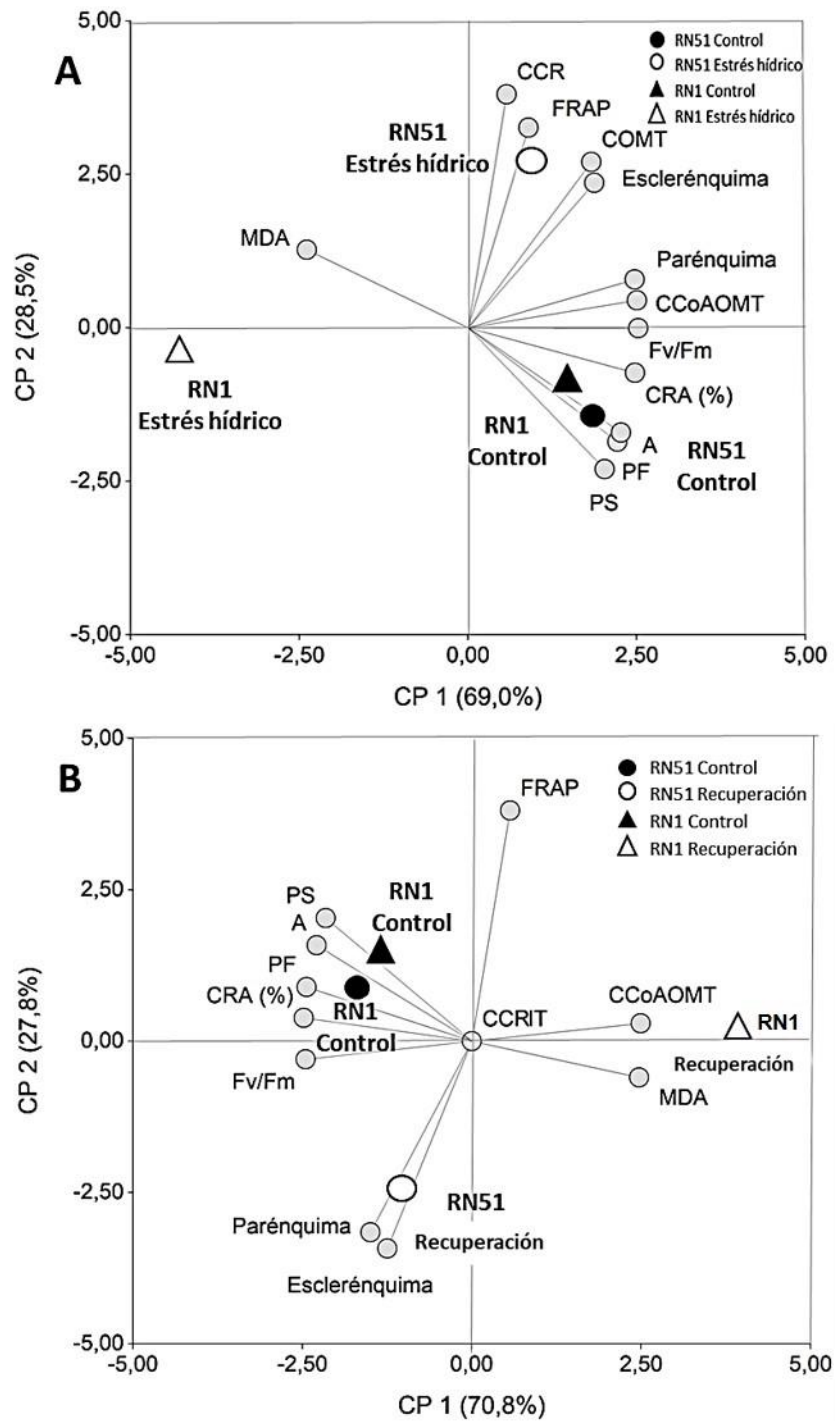 5,00
A
RN51 Control
RN51 Estrés hídrico
RN1 Control
RN1 Estrés hídrico
CCR
FRAP
RN51
Estrés hídrico
COMT
Esclerénquima
2,50
MDA
Parénquima
CCoAOMT
0,00
Fv/Fm
CRA (%)
RN1
Estrés hídrico
RN1
Control
A
RN51
Control
PF
PS
-2,50
-5,00
-5,00 -2,50 0,00 2,50 5,00
CP 1 (69,0%)
CP 2 (28,5%)
5,00
B
RN51 Control
RN51 Recuperación
RN1 Control
RN1 Recuperación
FRAP
2,50
PS
RN1
Control
A
PF
CRA (%)
RN1
Control
CCRIT
CCoAOMT
RN1
Recuperación
0,00
Fv/Fm
MDA
-2,50
RN51
Recuperación
Parénquima
Esclerénquima
-5,00
-5,00 -2,50 0,00 2,50 5,00
CP 1 (70,8%)
CP 2 (27,8%)